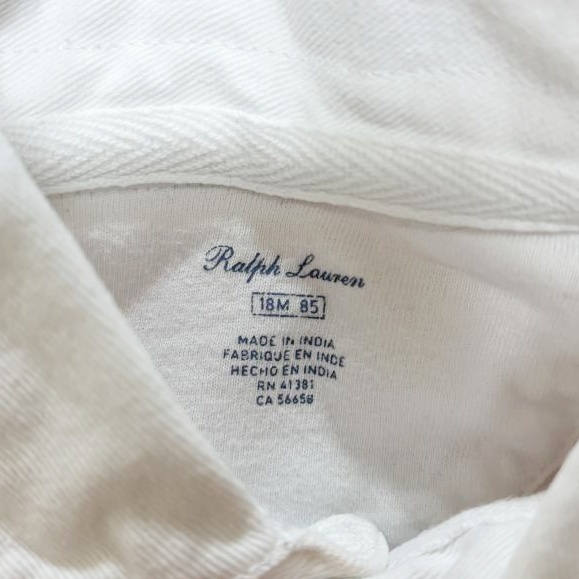 Ralph Lauren
18M 85
MADE IN INDIA
FABRIQUE EN INDE
HECHO EN INDIA
RN 41381
CA 56658